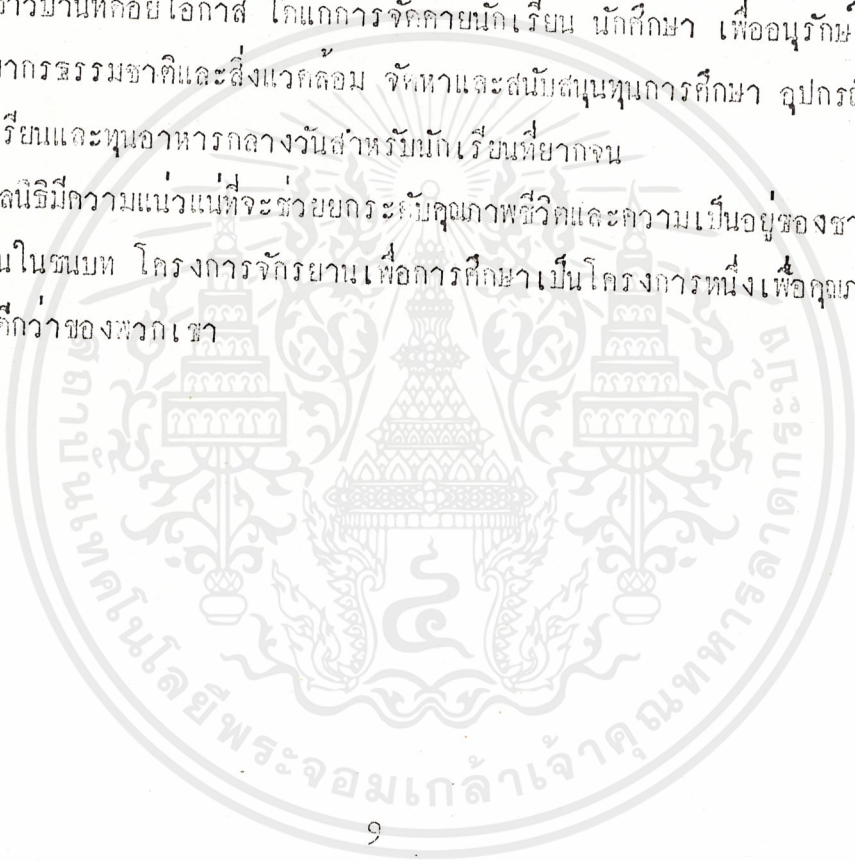 ชาวบ้านที่ด้อยโอกาส ได้แก่การจัดค่ายนักเรียน นักศึกษา เพื่ออนุรักษ์
ยากรธรรมชาติและสิ่งแวดล้อม จัดหาและสนับสนุนทุนการศึกษา อุปกรณ์
เรียนและทุนอาหารกลางวันสำหรับนักเรียนที่ยากจน
ลนิธิมีความแน่วแน่ที่จะช่วยยกระดับคุณภาพชีวิตและความเป็นอยู่ของชา
นในชนบท โครงการจักรยานเพื่อการศึกษาเป็นโครงการหนึ่งเพื่อคุณภ
ดีกว่าของพวกเขา
สถาบันเทคโนโลยีพระจอมเกล้าเจ้าคุณทหารลาดกระบัง
9